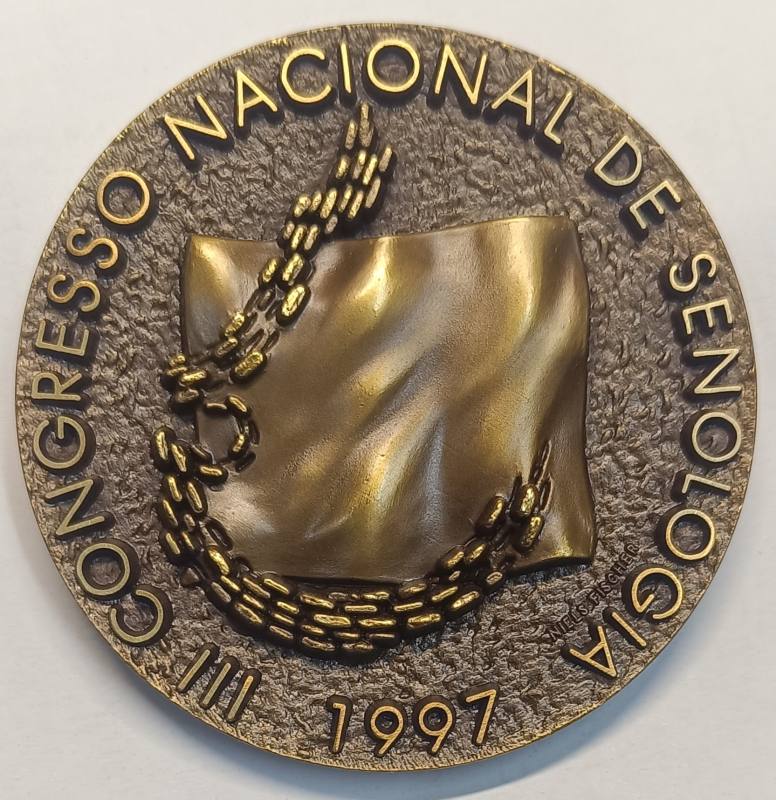 III CONGRESSO NACIONAL DE SENOLOGIA
1997
NIELS FISCHER